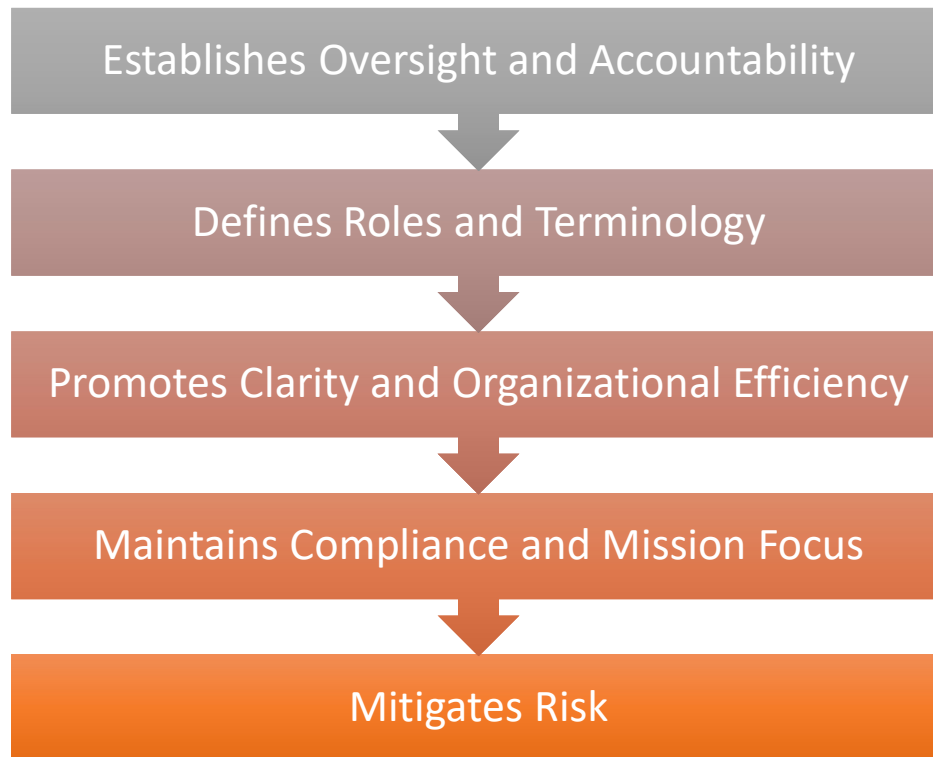 Establishes Oversight and Accountability
Defines Roles and Terminology
Promotes Clarity and Organizational Efficiency
Maintains Compliance and Mission Focus
Mitigates Risk